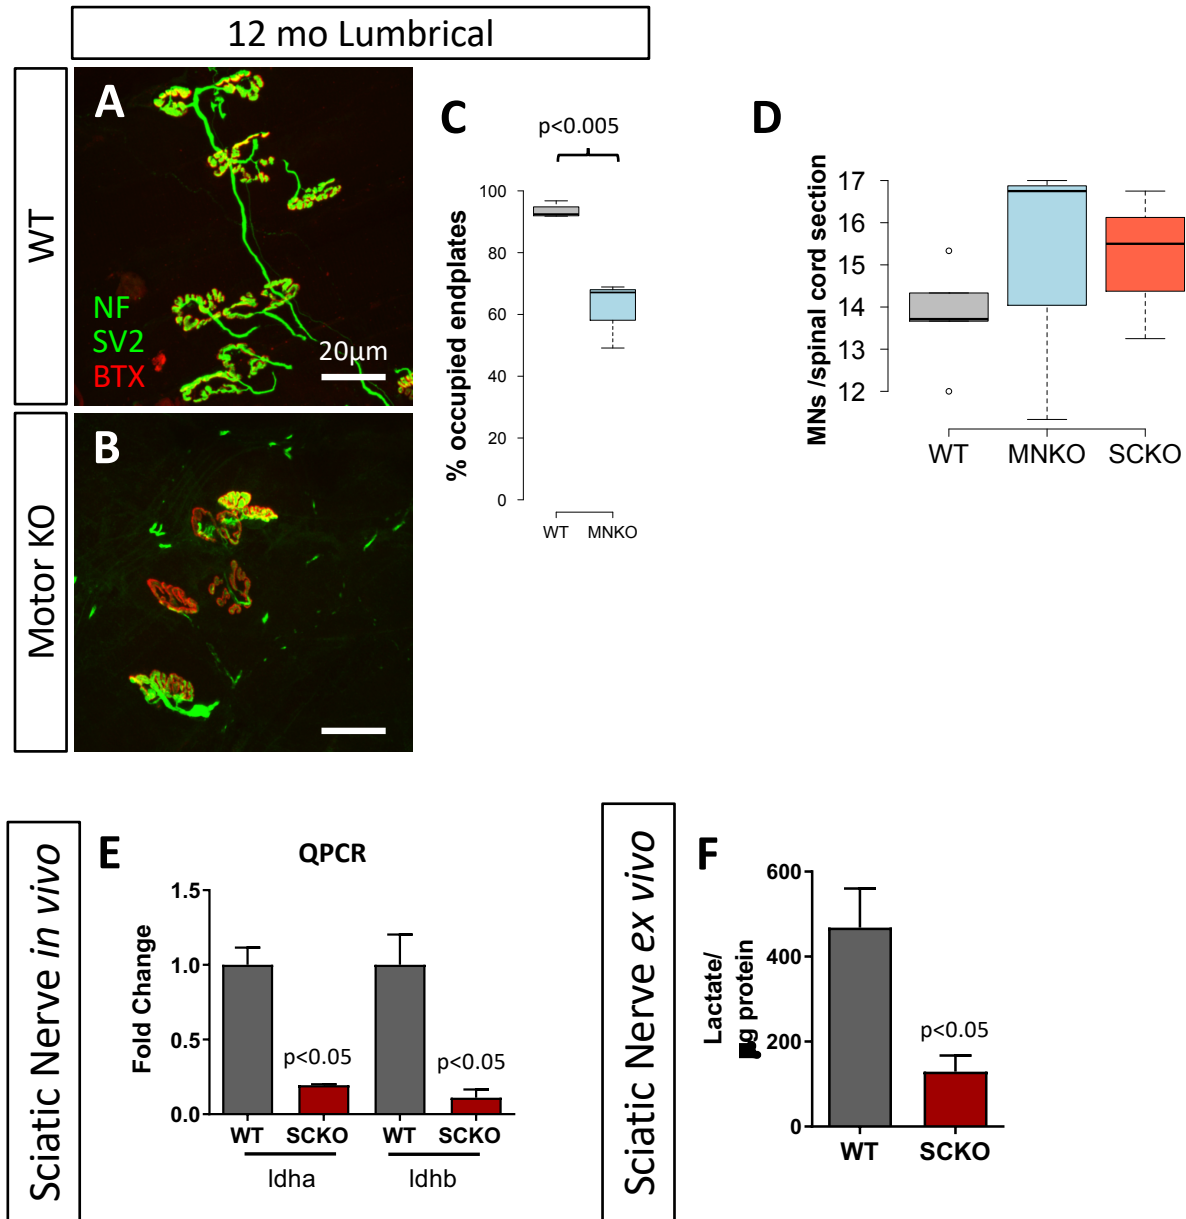 12 mo Lumbrical
WT
A
NF
SV2
BTX
20μm
Motor KO
B
C
p<0.005
% occupied endplates
100
80
60
40
20
0
WT MNKO
D
MNs /spinal cord section
17
16
15
14
13
12
WT MNKO SCKO
Sciatic Nerve in vivo
E
QPCR
Fold Change
1.5
1.0
0.5
0.0
p<0.05
p<0.05
WT SCKO WT SCKO
ldha ldhb
Sciatic Nerve ex vivo
F
Lactate/
g protein
600
400
200
0
p<0.05
WT SCKO